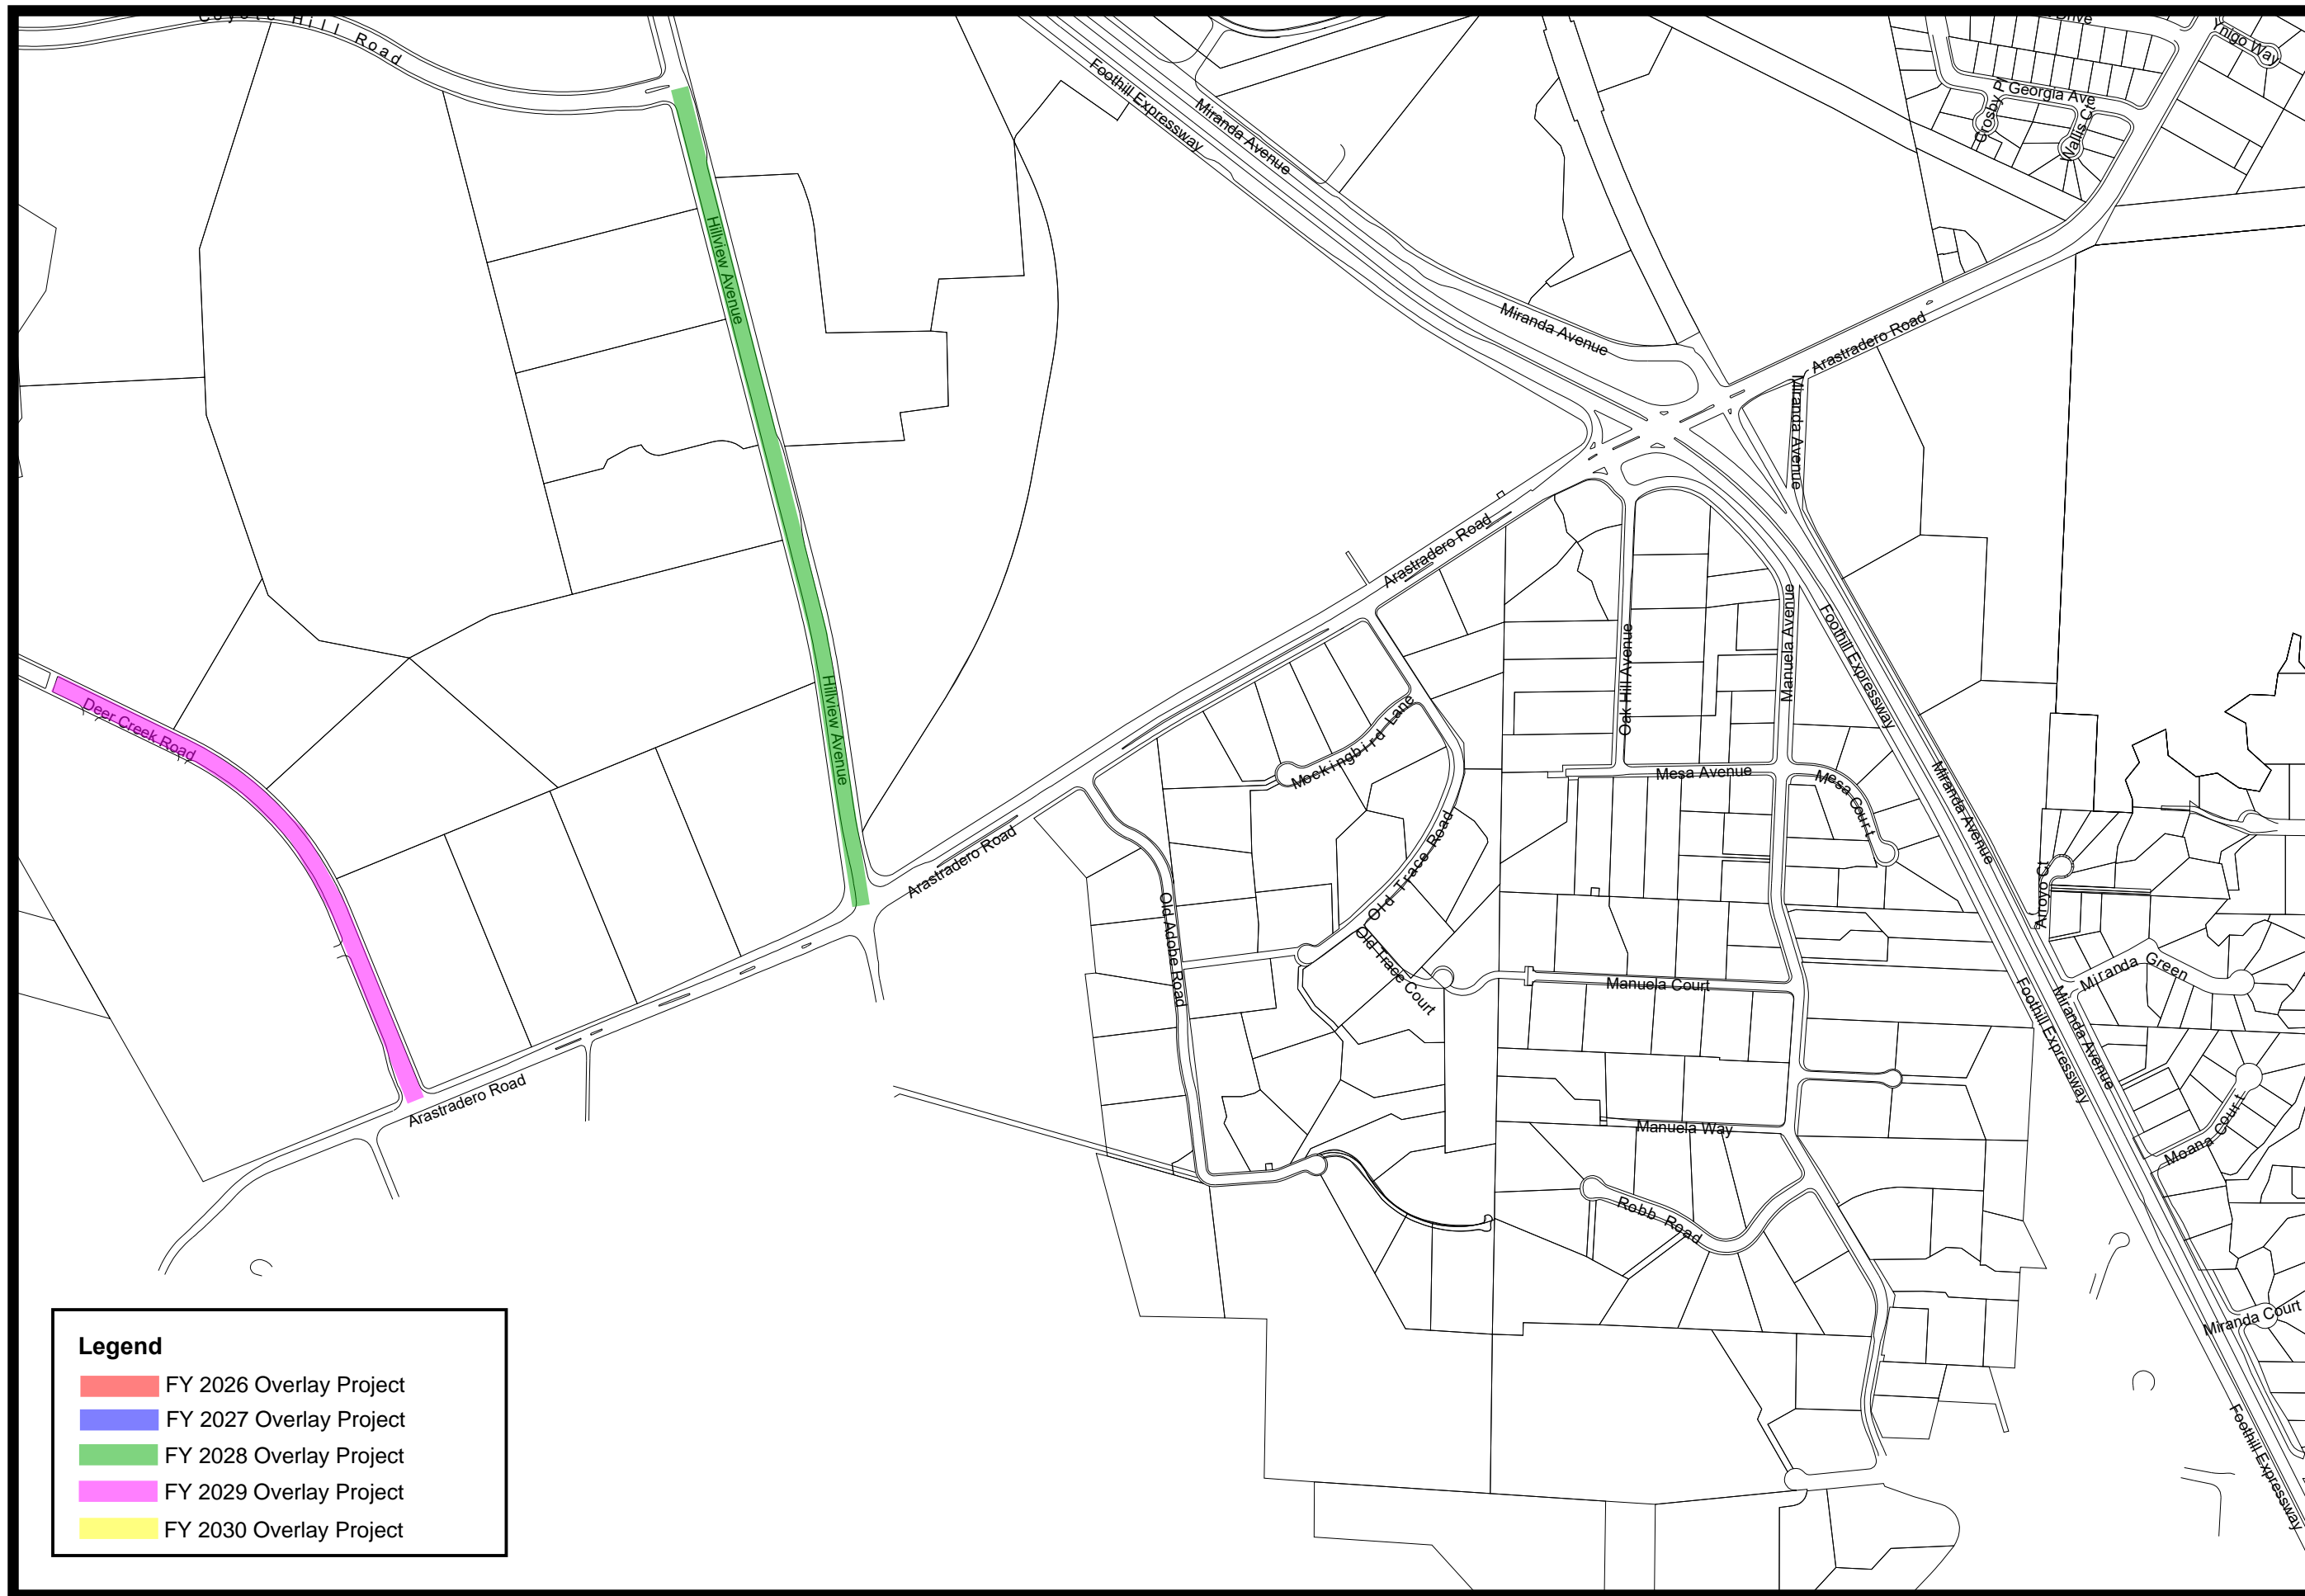 Coyote Hill Road
Drive
Ynigo Way
Georgia Ave
Crosby Pl
Wallis Ct
Foothill Expressway
Miranda Avenue
Hillview Avenue
Miranda Avenue
Arastradero Road
Miranda Avenue
Arastradero Road
Oak Hill Avenue
Manuela Avenue
Foothill Expressway
Deer Creek Road
Hillview Avenue
Mockingbird Lane
Mesa Avenue
Mesa Court
Miranda Avenue
Arastradero Road
Old Trace Road
Old Adobe Road
Old Trace Court
Arroyo Ct
Manuela Court
Miranda Green
Foothill Expressway
Miranda Avenue
Arastradero Road
Manuela Way
Moana Court
Robb Road
Miranda Court
Foothill Expressway
Legend
FY 2026 Overlay Project
FY 2027 Overlay Project
FY 2028 Overlay Project
FY 2029 Overlay Project
FY 2030 Overlay Project